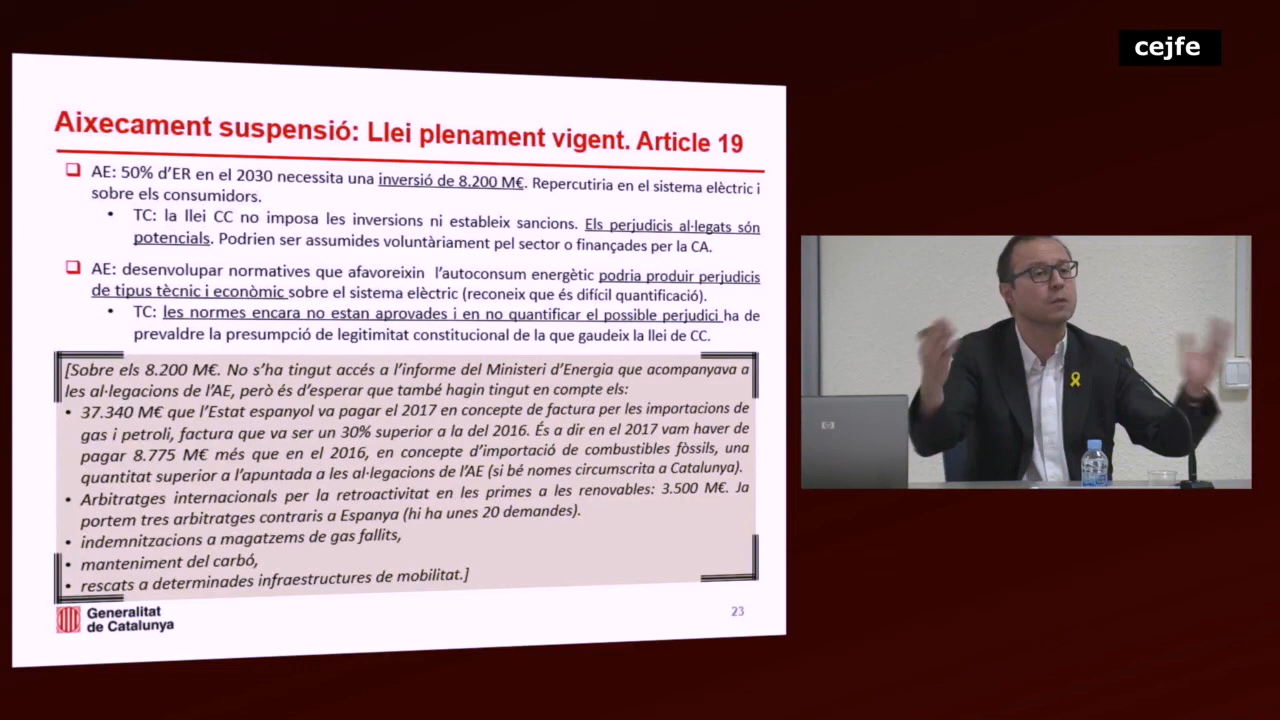 cejfe
Aixecament suspensió: Llei plenament vigent. Article 19
AE: 50% d'ER en el 2030 necessita una inversió de 8.200 M€. Repercutiria en el sistema elèctric i
sobre els consumidors.
• TC: la llei CC no imposa les inversions ni estableix sancions. Els perjudicis al·legats són
potencials. Podrien ser assumides voluntàriament pel sector o finançades per la CA.
AE: desenvolupar normatives que afavoreixin l'autoconsum energètic podria produir perjudicis
de tipus tècnic i econòmic sobre el sistema elèctric (reconeix que és difícil quantificació).
• TC: les normes encara no estan aprovades i en no quantificar el possible perjudici ha de
prevaldre la presumpció de legitimitat constitucional de la que gaudeix la llei de CC.
[Sobre els 8.200 M€. No s'ha tingut accés a l'informe del Ministeri d'Energia que acompanyava a
les al·legacions de l'AE, però és d'esperar que també hagin tingut en compte els:
• 37.340 M€ que l'Estat espanyol va pagar el 2017 en concepte de factura per les importacions de
gas i petroli, factura que va ser un 30% superior a la del 2016. És a dir en el 2017 vam haver de
pagar 8.775 M€ més que en el 2016, en concepte d'importació de combustibles fòssils, una
quantitat superior a l'apuntada a les al·legacions de l'AE (si bé nomes circumscrita a Catalunya).
• Arbitratges internacionals per la retroactivitat en les primes a les renovables: 3.500 M€. Ja
portem tres arbitratges contraris a Espanya (hi ha unes 20 demandes).
• indemnitzacions a magatzems de gas fallits,
• manteniment del carbó,
• rescats a determinades infraestructures de mobilitat.]
Generalitat
de Catalunya
23